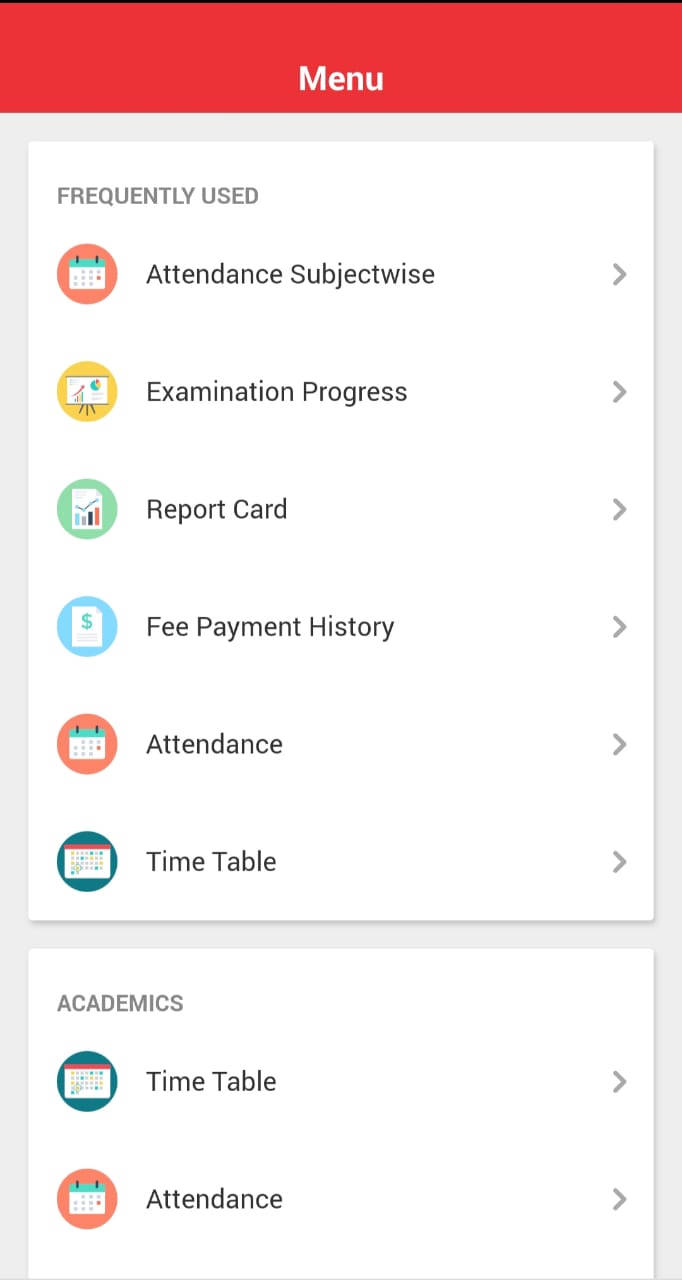 Menu
FREQUENTLY USED
Attendance Subjectwise
Examination Progress
Report Card
$
Fee Payment History
Attendance
Time Table
ACADEMICS
Time Table
Attendance